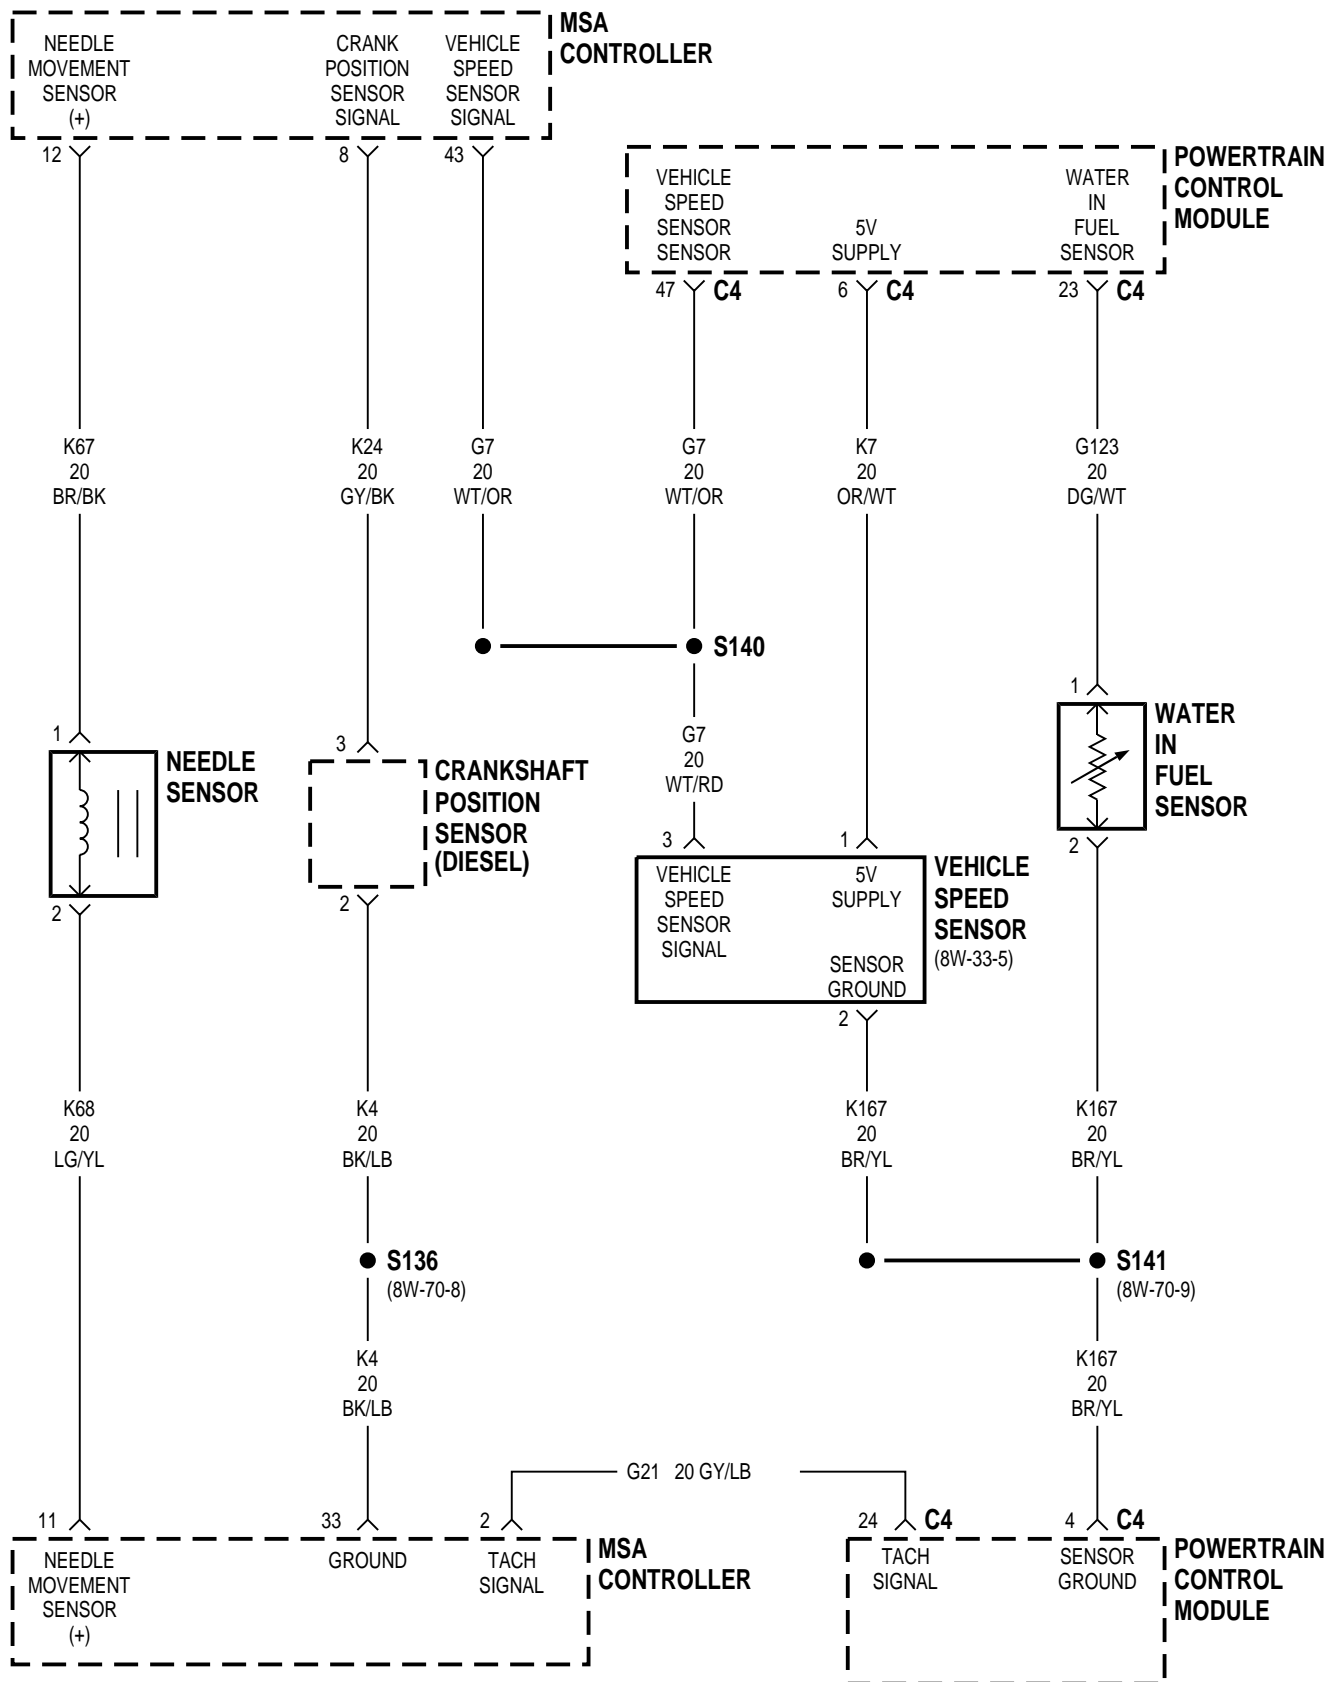 MSA
CONTROLLER
NEEDLE
MOVEMENT
SENSOR
(+)
CRANK
POSITION
SENSOR
SIGNAL
VEHICLE
SPEED
SENSOR
SIGNAL
12
8
43
POWERTRAIN
CONTROL
MODULE
VEHICLE
SPEED
SENSOR
SENSOR
5V
SUPPLY
WATER
IN
FUEL
SENSOR
47
C4
6
C4
23
C4
K67
20
BR/BK
K24
20
GY/BK
G7
20
WT/OR
G7
20
WT/OR
K7
20
OR/WT
G123
20
DG/WT
S140
G7
20
WT/RD
1
NEEDLE
SENSOR
2
3
CRANKSHAFT
POSITION
SENSOR
(DIESEL)
2
1
WATER
IN
FUEL
SENSOR
2
3
1
VEHICLE
SPEED
SENSOR
SIGNAL
5V
SUPPLY
SENSOR
GROUND
VEHICLE
SPEED
SENSOR
(8W-33-5)
2
K68
20
LG/YL
K4
20
BK/LB
K167
20
BR/YL
K167
20
BR/YL
S136
(8W-70-8)
S141
(8W-70-9)
K4
20
BK/LB
K167
20
BR/YL
G21 20 GY/LB
11
33
2
24
C4
4
C4
NEEDLE
MOVEMENT
SENSOR
(+)
GROUND
TACH
SIGNAL
MSA
CONTROLLER
TACH
SIGNAL
SENSOR
GROUND
POWERTRAIN
CONTROL
MODULE